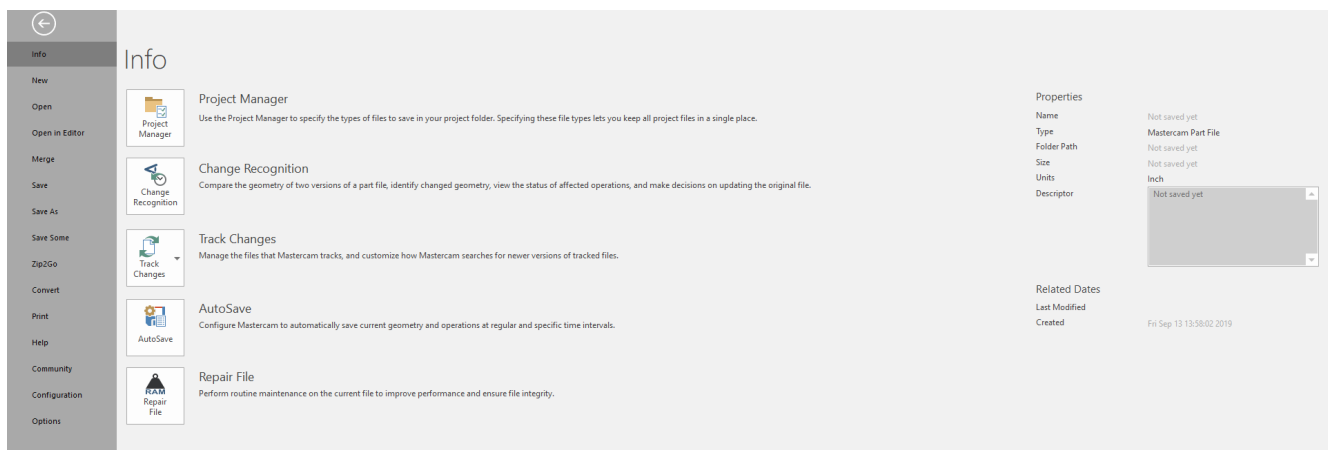 Info
New
Open
Open in Editor
Merge
Save
Save As
Save Some
Zip2Go
Convert
Print
Help
Community
Configuration
Options
Info
Project
Manager
Project Manager
Use the Project Manager to specify the types of files to save in your project folder. Specifying these file types lets you keep all project files in a single place.
Change
Recognition
Change Recognition
Compare the geometry of two versions of a part file, identify changed geometry, view the status of affected operations, and make decisions on updating the original file.
Track
Changes
Track Changes
Manage the files that Mastercam tracks, and customize how Mastercam searches for newer versions of tracked files.
AutoSave
AutoSave
Configure Mastercam to automatically save current geometry and operations at regular and specific time intervals.
RAM
Repair
File
Repair File
Perform routine maintenance on the current file to improve performance and ensure file integrity.
Properties
Name Not saved yet
Type Mastercam Part File
Folder Path Not saved yet
Size Not saved yet
Units Inch
Descriptor Not saved yet
Related Dates
Last Modified
Created Fri Sep 13 13:58:02 2019